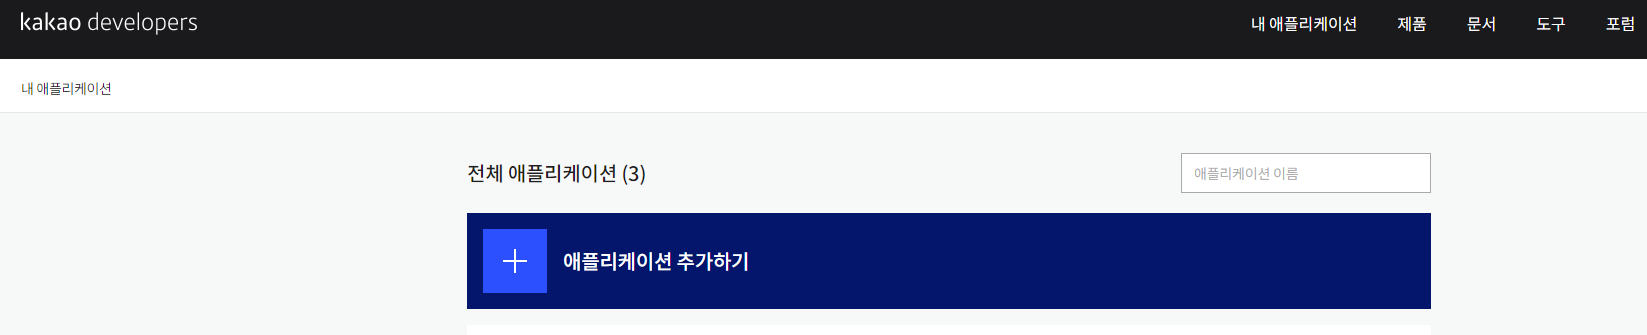 kakao developers
내 애플리케이션 제품 문서 도구 포럼
내 애플리케이션
전체 애플리케이션 (3)
애플리케이션 이름
애플리케이션 추가하기